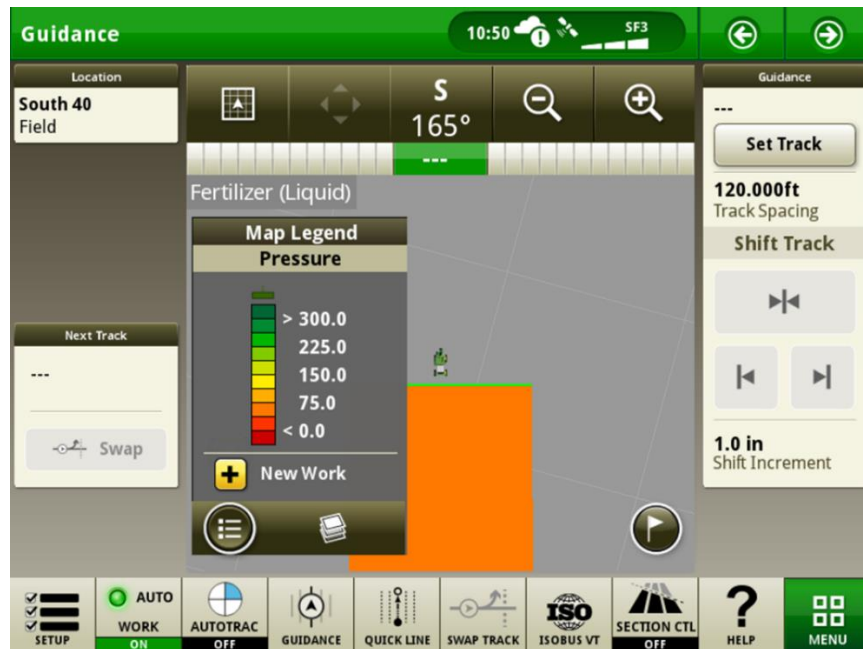 Guidance
10:50
SF3
Location
South 40
Field
S
165°
---
Fertilizer (Liquid)
Map Legend
Pressure
> 300.0
225.0
150.0
75.0
< 0.0
New Work
Next Track
---
Swap
Guidance
---
Set Track
120.000ft
Track Spacing
Shift Track
1.0 in
Shift Increment
SETUP
AUTO
WORK
ON
AUTOTRAC
OFF
GUIDANCE
QUICK LINE
SWAP TRACK
ISO
ISOBUS VT
SECTION CTL
OFF
?
HELP
MENU